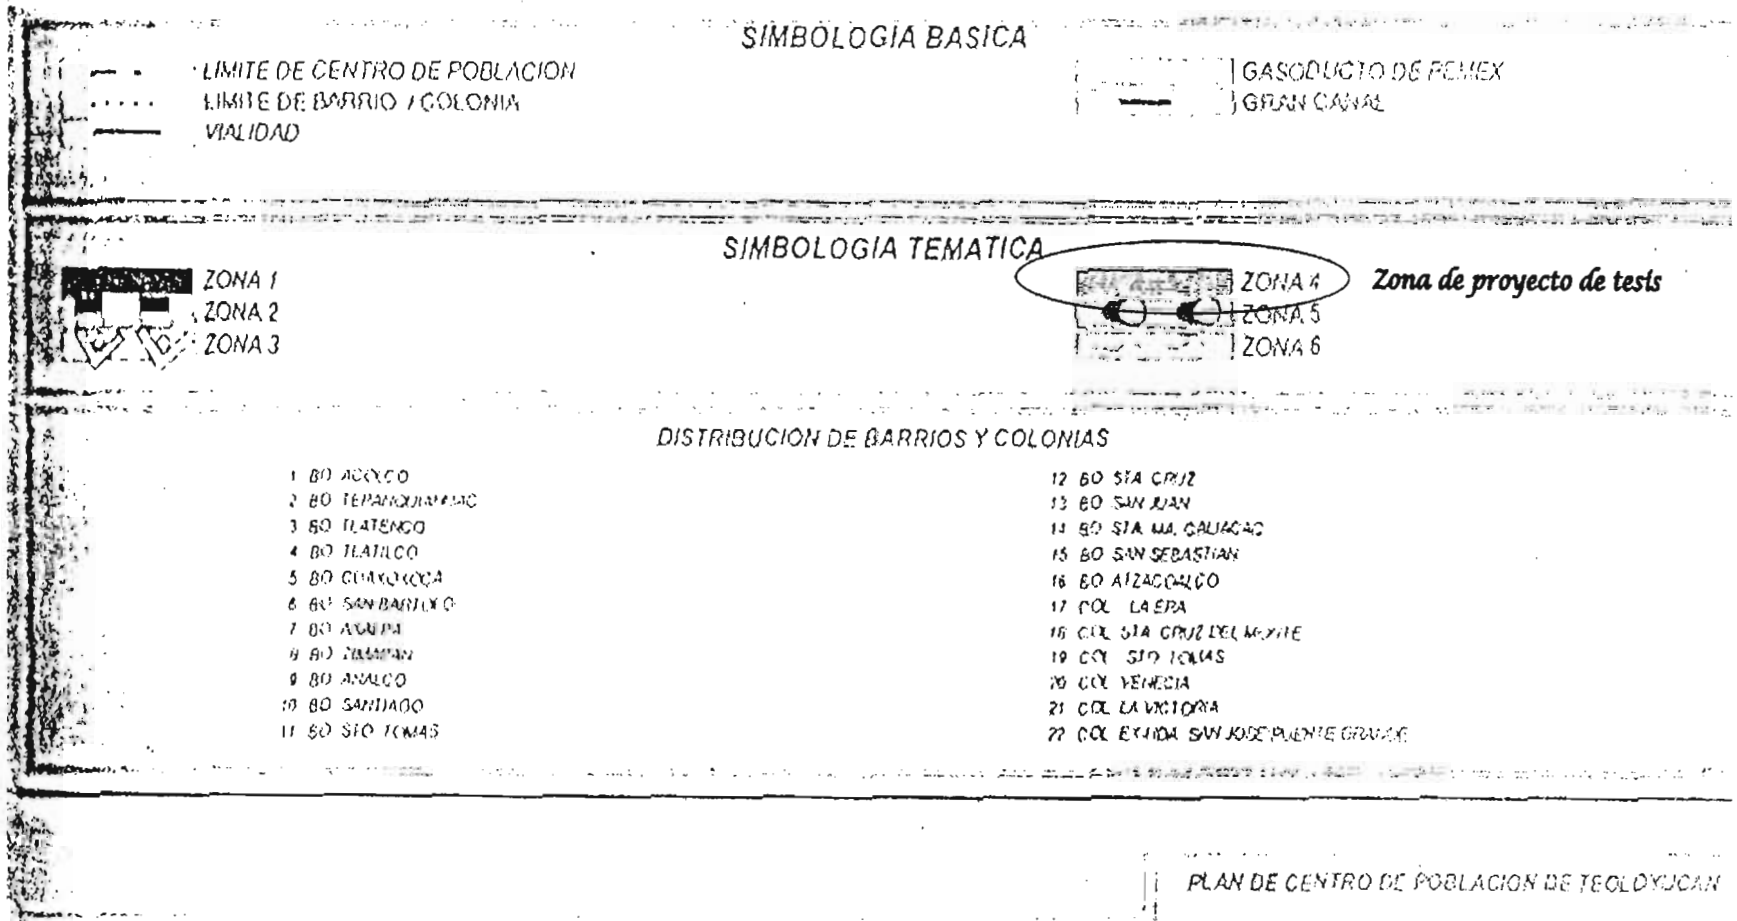 SIMBOLOGIA BASICA
LIMITE DE CENTRO DE POBLACION
LIMITE DE BARRIO / COLONIA
VIALIDAD
GASODUCTO DE PEMEX
GRAN CANAL
SIMBOLOGIA TEMATICA
ZONA 1
ZONA 2
ZONA 3
ZONA 4
Zona de proyecto de tesis
ZONA 5
ZONA 6
DISTRIBUCION DE BARRIOS Y COLONIAS
1 BO
2 BO
3 BO TLATENCO
4 BO TLATILCO
5 BO
6 BO SAN BARTOLO
7 BO
8 BO
9 BO ANALCO
10 BO SANTIAGO
11 BO STO TOMAS
12 BO STA CRUZ
13 BO SAN JUAN
14 BO STA MA. CALIACAC
15 BO SAN SEBASTIAN
16 BO ATZACOALCO
17 COL LA ERA
18 COL STA CRUZ DEL MEXITE
19 COL STO TOMAS
20 COL VENECIA
21 COL LA VICTORIA
22 COL SAN JOSE PUENTE GRANDE
PLAN DE CENTRO DE POBLACION DE TEOLOYUCAN